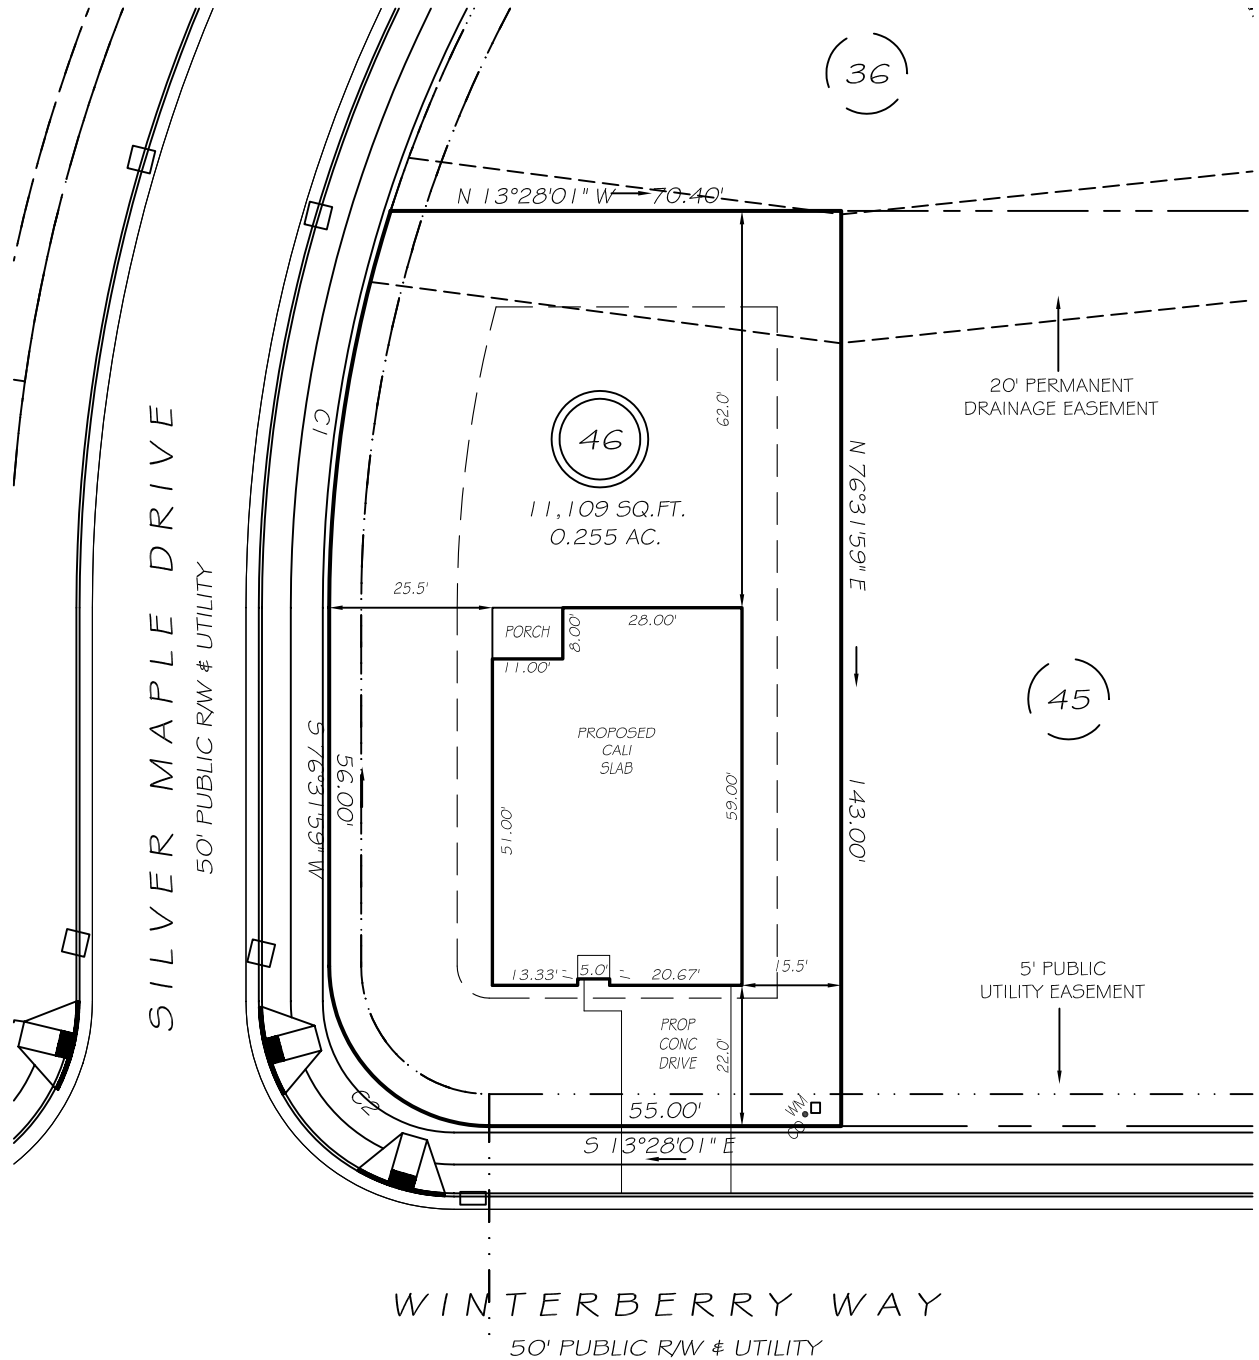 36
N 13°28'01" W 70.40'
20' PERMANENT
DRAINAGE EASEMENT
C1
62.0'
46
11,109 SQ.FT.
0.255 AC.
N 76°31'59" E
143.00'
SILVER MAPLE DRIVE
50' PUBLIC R/W & UTILITY
25.5'
PORCH
8.00'
28.00'
11.00'
45
S 76°31'59" W
56.00'
PROPOSED
CALI
SLAB
51.00'
59.00'
13.33'
5.0'
20.67'
15.5'
5' PUBLIC
UTILITY EASEMENT
PROP
CONC
DRIVE
22.0'
C2
55.00'
WM
CO
S 13°28'01" E
WINTERBERRY WAY
50' PUBLIC R/W & UTILITY